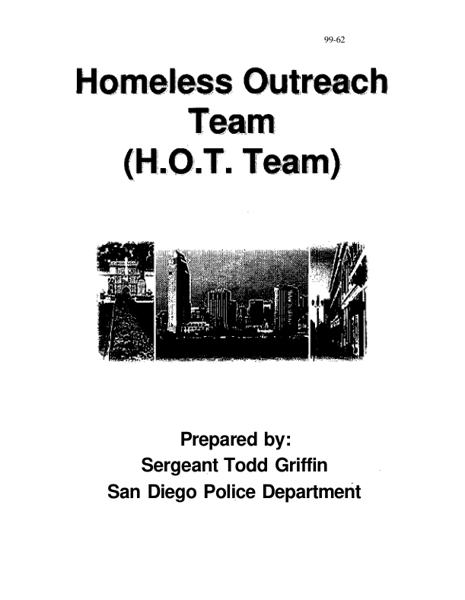 99-62
Homeless Outreach
Team
(H.O.T. Team)
Prepared by:
Sergeant Todd Griffin
San Diego Police Department